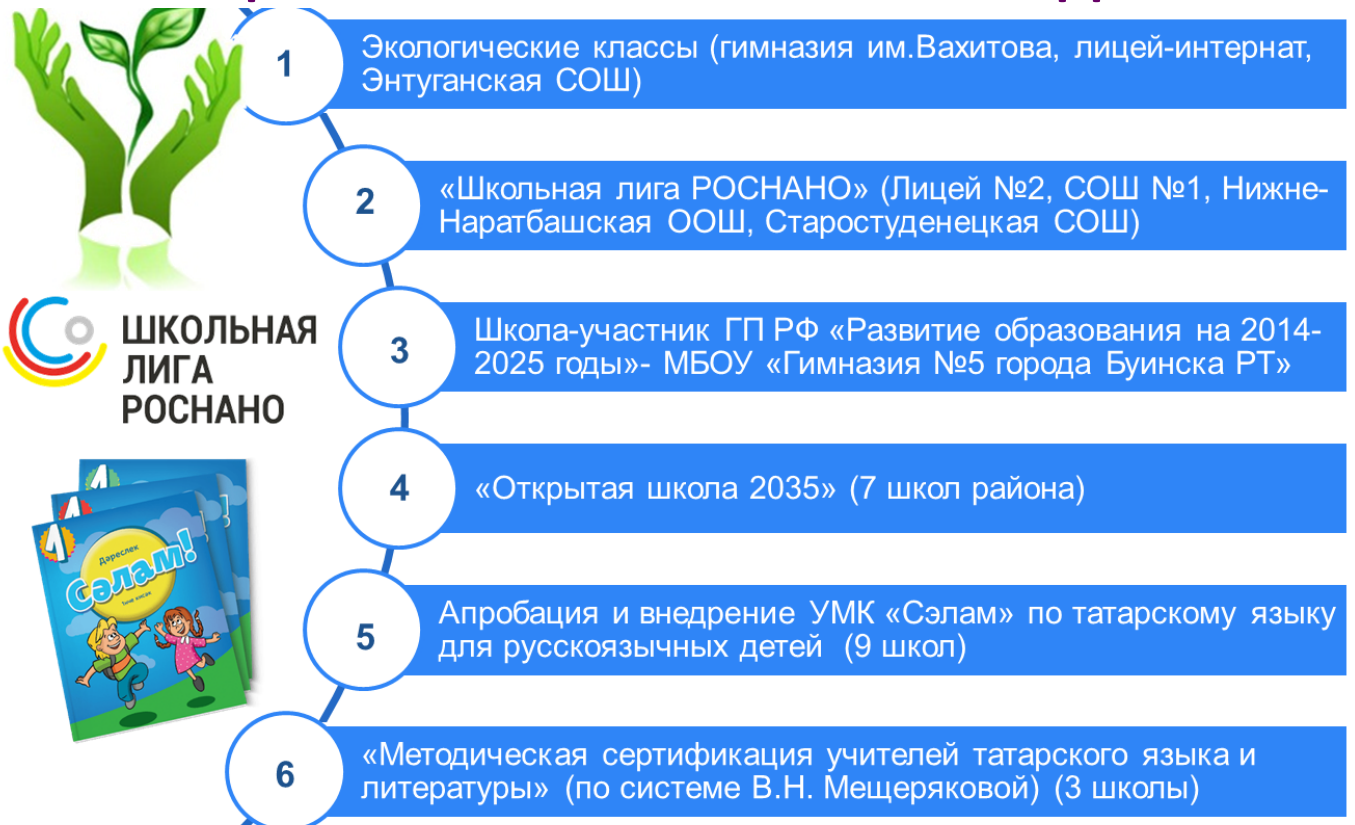 1
Экологические классы (гимназия им.Вахитова, лицей-интернат,
Энтуганская СОШ)
2
«Школьная лига РОСНАНО» (Лицей №2, СОШ №1, Нижне-
Наратбашская ООШ, Старостуденецкая СОШ)
ШКОЛЬНАЯ
ЛИГА
РОСНАНО
3
Школа-участник ГП РФ «Развитие образования на 2014-
2025 годы»- МБОУ «Гимназия №5 города Буинска РТ»
4
«Открытая школа 2035» (7 школ района)
1
Дәреслек
Сәлам!
5
Апробация и внедрение УМК «Сэлам» по татарскому языку
для русскоязычных детей (9 школ)
6
«Методическая сертификация учителей татарского языка и
литературы» (по системе В.Н. Мещеряковой) (3 школы)